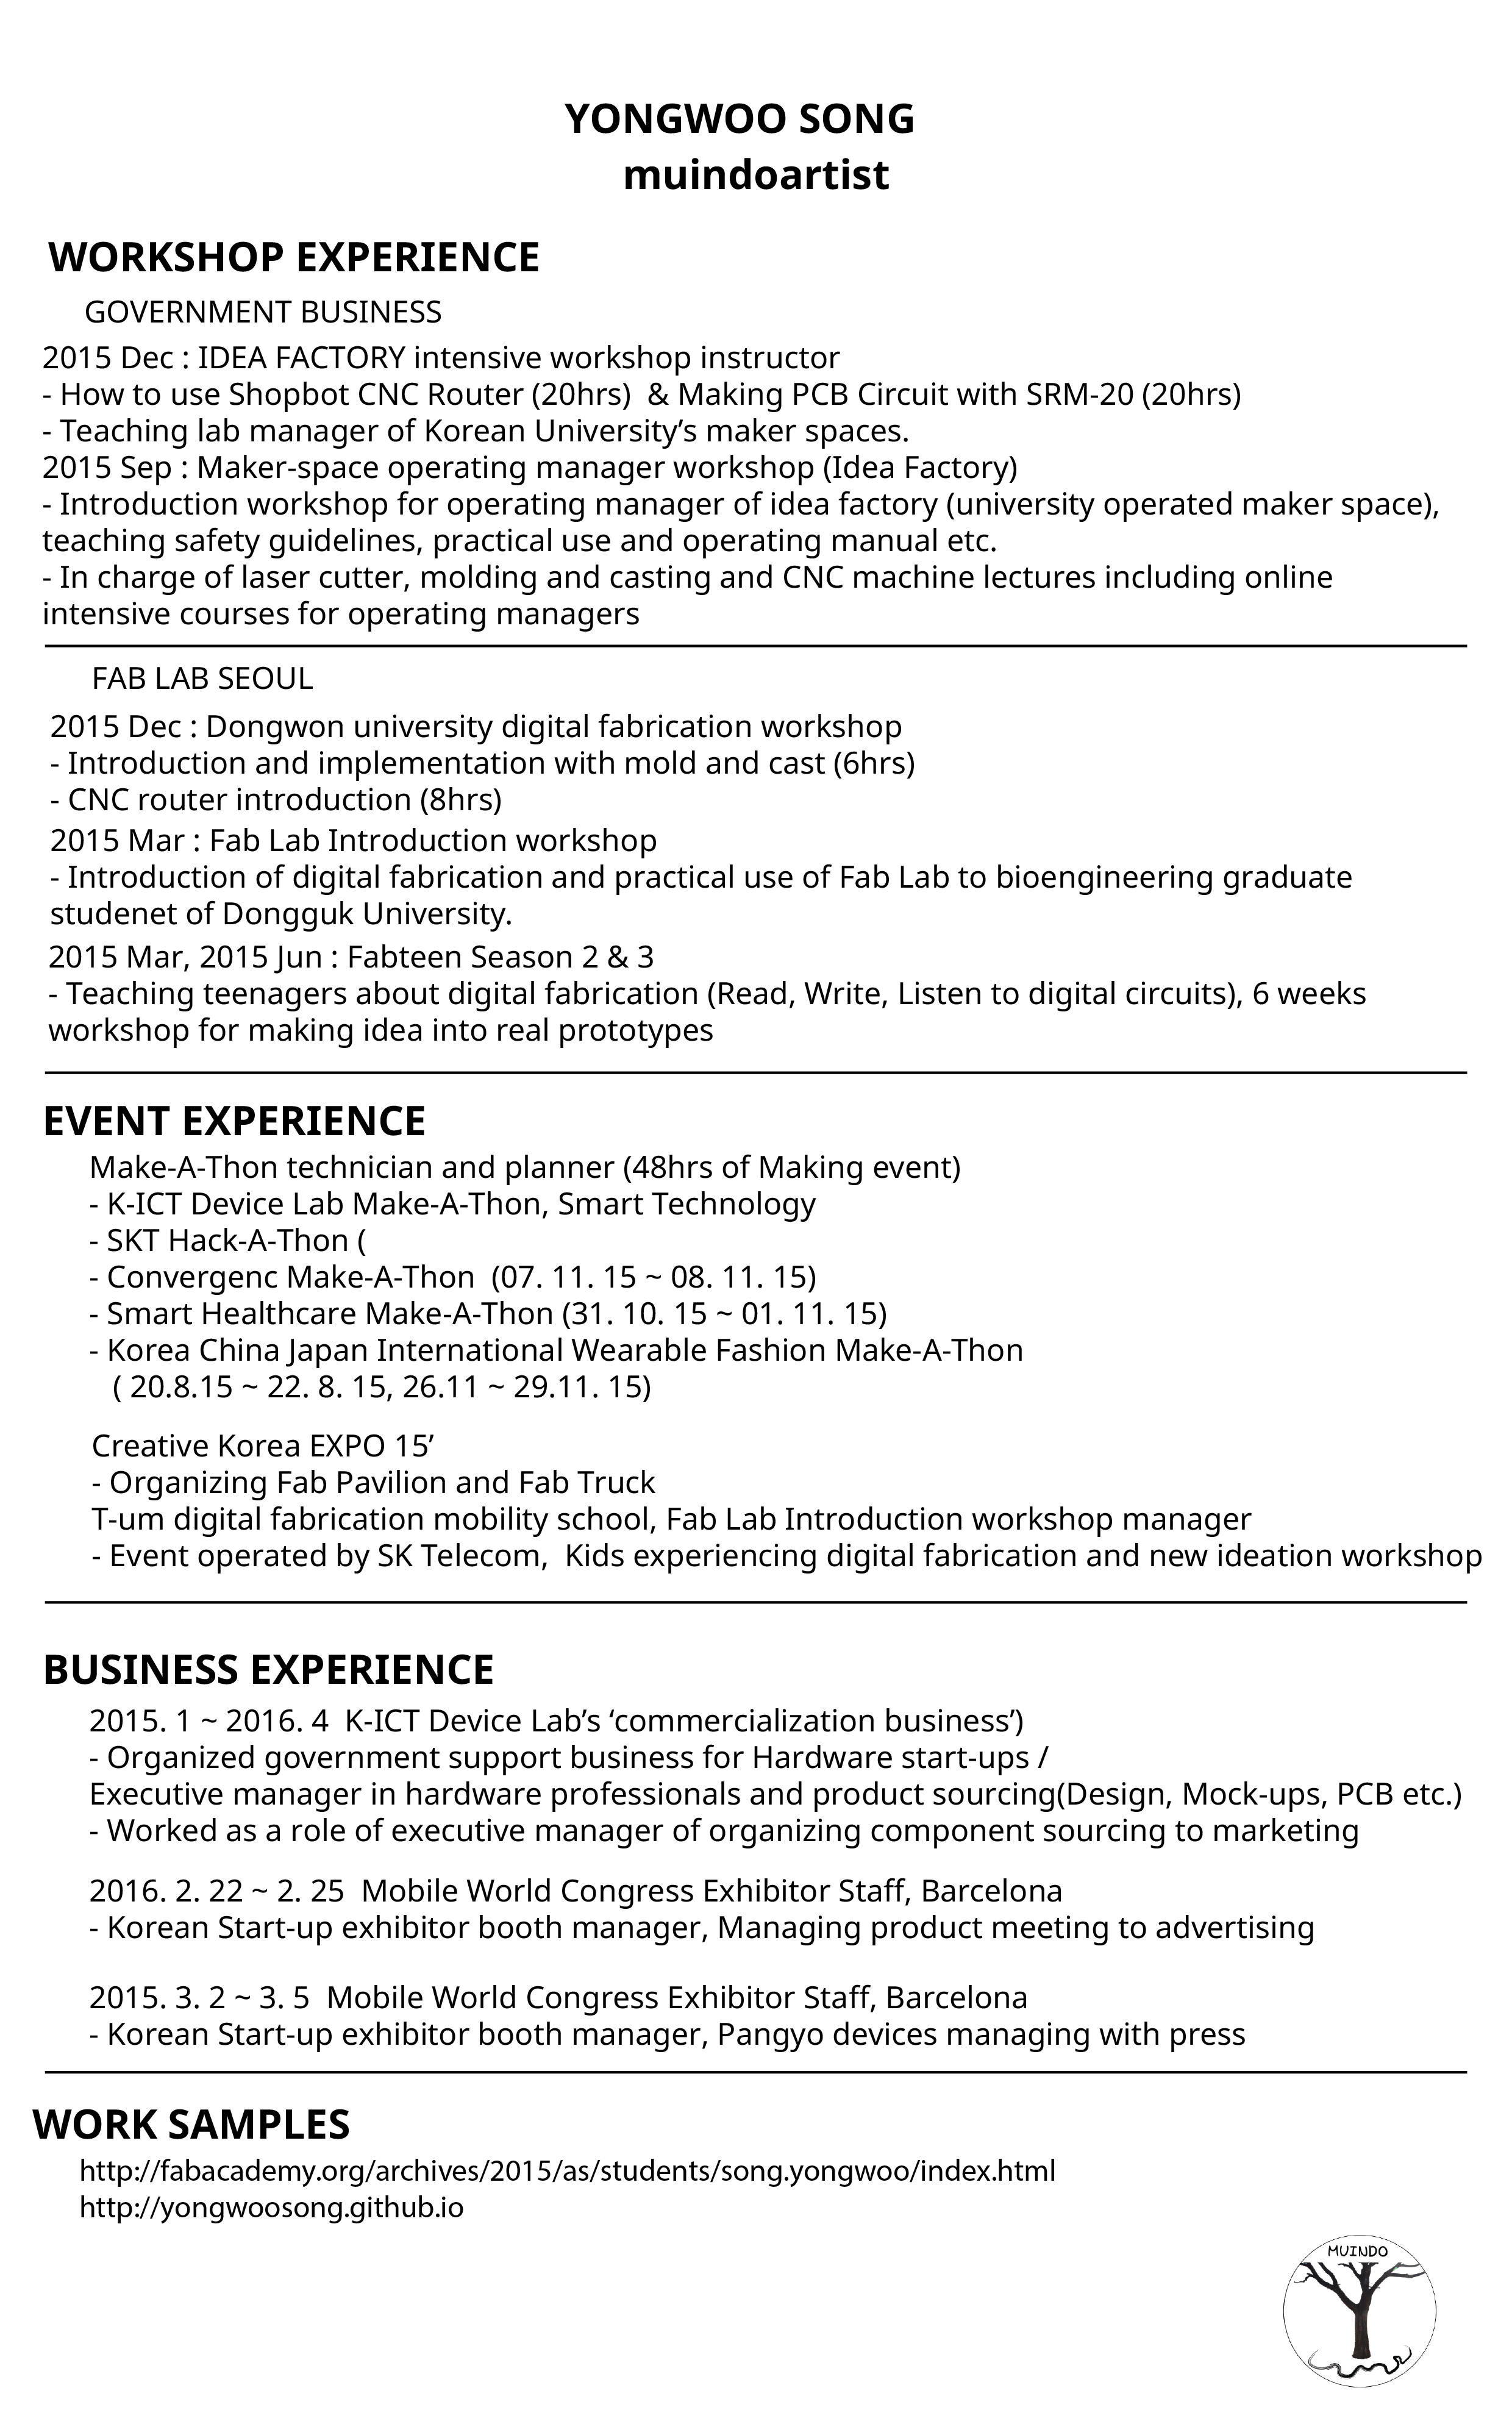 YONGWOO SONG
muindoartist
WORKSHOP EXPERIENCE
GOVERNMENT BUSINESS
2015 Dec : IDEA FACTORY intensive workshop instructor
- How to use Shopbot CNC Router (20hrs)  & Making PCB Circuit with SRM-20 (20hrs)
- Teaching lab manager of Korean University’s maker spaces.
2015 Sep : Maker-space operating manager workshop (Idea Factory)
- Introduction workshop for operating manager of idea factory (university operated maker space),
teaching safety guidelines, practical use and operating manual etc.
- In charge of laser cutter, molding and casting and CNC machine lectures including online
intensive courses for operating managers
FAB LAB SEOUL
2015 Dec : Dongwon university digital fabrication workshop
- Introduction and implementation with mold and cast (6hrs)
- CNC router introduction (8hrs)
2015 Mar : Fab Lab Introduction workshop
- Introduction of digital fabrication and practical use of Fab Lab to bioengineering graduate
studenet of Dongguk University.
2015 Mar, 2015 Jun : Fabteen Season 2 & 3
- Teaching teenagers about digital fabrication (Read, Write, Listen to digital circuits), 6 weeks
workshop for making idea into real prototypes
EVENT EXPERIENCE
Make-A-Thon technician and planner (48hrs of Making event)
- K-ICT Device Lab Make-A-Thon, Smart Technology
- SKT Hack-A-Thon (
- Convergenc Make-A-Thon  (07. 11. 15 ~ 08. 11. 15)
- Smart Healthcare Make-A-Thon (31. 10. 15 ~ 01. 11. 15)
- Korea China Japan International Wearable Fashion Make-A-Thon
( 20.8.15 ~ 22. 8. 15, 26.11 ~ 29.11. 15)
Creative Korea EXPO 15’
- Organizing Fab Pavilion and Fab Truck
T-um digital fabrication mobility school, Fab Lab Introduction workshop manager
- Event operated by SK Telecom,  Kids experiencing digital fabrication and new ideation workshop
BUSINESS EXPERIENCE
2015. 1 ~ 2016. 4  K-ICT Device Lab’s ‘commercialization business’)
- Organized government support business for Hardware start-ups /
Executive manager in hardware professionals and product sourcing(Design, Mock-ups, PCB etc.)
- Worked as a role of executive manager of organizing component sourcing to marketing
2016. 2. 22 ~ 2. 25  Mobile World Congress Exhibitor Staff, Barcelona
- Korean Start-up exhibitor booth manager, Managing product meeting to advertising
2015. 3. 2 ~ 3. 5  Mobile World Congress Exhibitor Staff, Barcelona
- Korean Start-up exhibitor booth manager, Pangyo devices managing with press
WORK SAMPLES
http://fabacademy.org/archives/2015/as/students/song.yongwoo/index.html
http://yongwoosong.github.io
MUINDO